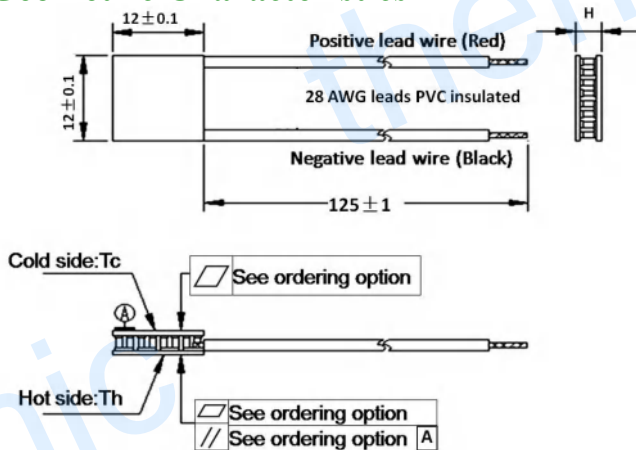 12±0.1
H
Positive lead wire (Red)
12±0.1
28 AWG leads PVC insulated
Negative lead wire (Black)
125±1
Cold side:Tc
See ordering option
A
Hot side:Th
See ordering option
// See ordering option A